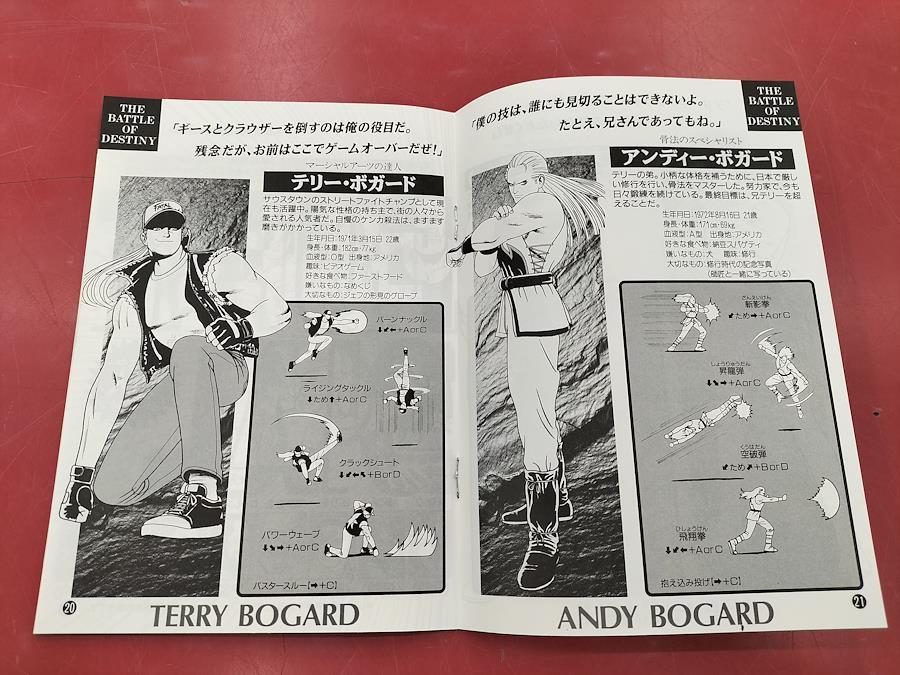 THE
BATTLE
OF
DESTINY
「ギースとクラウザーを倒すのは俺の役目だ。
残念だが、お前はここでゲームオーバーだぜ!」
マーシャルアーツの達人
テリー・ボガード
サウスタウンのストリートファイトチャンプとして現
在も活躍中。陽気な性格の持ち主で、街の人々から
愛される人気者だ。自慢のケンカ殺法は、ますます
磨きがかかっている。
生年月日:1971年3月15日 22歳
身長・体重:182cm・77kg
血液型:O型 出身地:アメリカ
趣味:ビデオゲーム
好きな食べ物:ファーストフード
嫌いなもの:なめくじ
大切なもの:ジェフの形見のグローブ
FATAL
バーンナックル
⬇⬋⬅+AorC
ライジングタックル
⬇ため⬆+AorC
クラックシュート
⬇⬋⬅⬉+BorD
パワーウェーブ
⬇⬊➡+AorC
バスタースルー[➡+C]
20
TERRY BOGARD
THE
BATTLE
OF
DESTINY
「僕の技は、誰にも見切ることはできないよ。
たとえ、兄さんであってもね。」
骨法のスペシャリスト
アンディー・ボガード
テリーの弟。小柄な体格を補うために、日本で厳し
い修行を行い、骨法をマスターした。努力家で、今も
日々鍛練を続けている。最終目標は、兄テリーを超
えることだ。
生年月日:1972年8月16日 21歳
身長・体重:171cm・69kg
血液型:A型 出身地:アメリカ
好きな食べ物:納豆スパゲティ
嫌いなもの:犬 趣味:修行
大切なもの:修行時代の記念写真
(師匠と一緒に写っている)
ざんえいけん
斬影拳
⬋ため➡+AorC
しょうりゅうだん
昇龍弾
⬇⬊➡+AorC
くうはだん
空破弾
⬋ため⬈+BorD
ひしょうけん
飛翔拳
⬇⬋⬅+AorC
抱え込み投げ[➡+C]
ANDY BOGARD
21